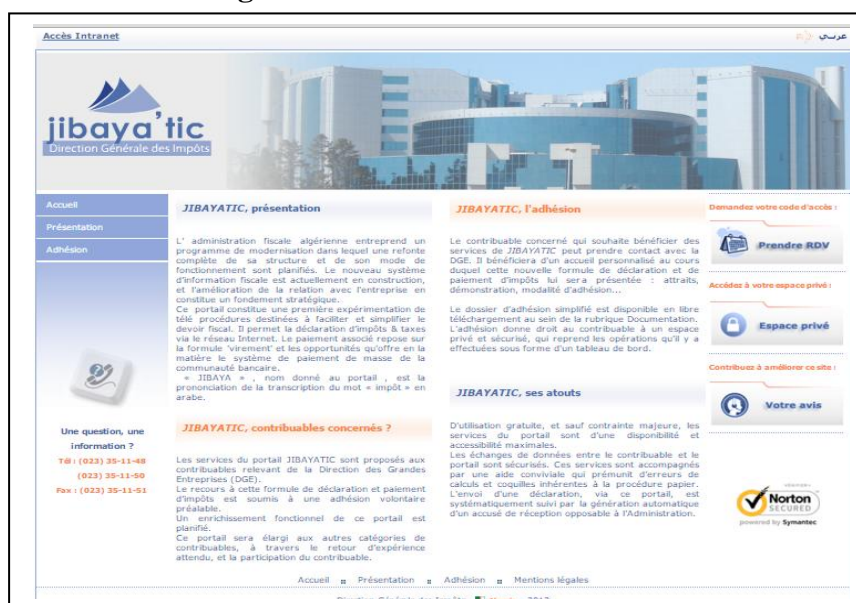 Accès Intranet
عربي
jibaya'tic
Direction Générale des Impôts
Accueil
Présentation
Adhésion
Une question, une
information ?
Tél : (023) 35-11-48
(023) 35-11-50
Fax : (023) 35-11-51
JIBAYATIC, présentation
L' administration fiscale algérienne entreprend un
programme de modernisation dans lequel une refonte
complète de sa structure et de son mode de
fonctionnement sont planifiés. Le nouveau système
d'information fiscale est actuellement en construction,
et l'amélioration de la relation avec l'entreprise en
constitue un fondement stratégique.
Ce portail constitue une première expérimentation de
télé procédures destinées à faciliter et simplifier le
devoir fiscal. Il permet la déclaration d'impôts & taxes
via le réseau Internet. Le paiement associé repose sur
la formule 'virement' et les opportunités qu'offre en la
matière le système de paiement de masse de la
communauté bancaire.
« JIBAYA » , nom donné au portail , est la
prononciation de la transcription du mot « impôt » en
arabe.
JIBAYATIC, contribuables concernés ?
Les services du portail JIBAYATIC sont proposés aux
contribuables relevant de la Direction des Grandes
Entreprises (DGE).
Le recours à cette formule de déclaration et paiement
d'impôts est soumis à une adhésion volontaire
préalable.
Un enrichissement fonctionnel de ce portail est
planifié.
Ce portail sera élargi aux autres catégories de
contribuables, à travers le retour d'expérience
attendu, et la participation du contribuable.
JIBAYATIC, l'adhésion
Le contribuable concerné qui souhaite bénéficier des
services de JIBAYATIC peut prendre contact avec la
DGE. Il bénéficiera d'un accueil personnalisé au cours
duquel cette nouvelle formule de déclaration et de
paiement d'impôts lui sera présentée : attraits,
démonstration, modalité d'adhésion...
Le dossier d'adhésion simplifié est disponible en libre
téléchargement au sein de la rubrique Documentation.
L'adhésion donne droit au contribuable à un espace
privé et sécurisé, qui reprend les opérations qu'il y a
effectuées sous forme d'un tableau de bord.
JIBAYATIC, ses atouts
D'utilisation gratuite, et sauf contrainte majeure, les
services du portail sont d'une disponibilité et
accessibilité maximales.
Les échanges de données entre le contribuable et le
portail sont sécurisés. Ces services sont accompagnés
par une aide conviviale qui prémunit d'erreurs de
calculs et coquilles inhérentes à la procédure papier.
L'envoi d'une déclaration, via ce portail, est
systématiquement suivi par la génération automatique
d'un accusé de réception opposable à l'Administration.
Demandez votre code d'accès :
Prendre RDV
Accédez à votre espace privé :
Espace privé
Contribuez à améliorer ce site :
Votre avis
Norton
SECURED
powered by Symantec
Accueil Présentation Adhésion Mentions légales